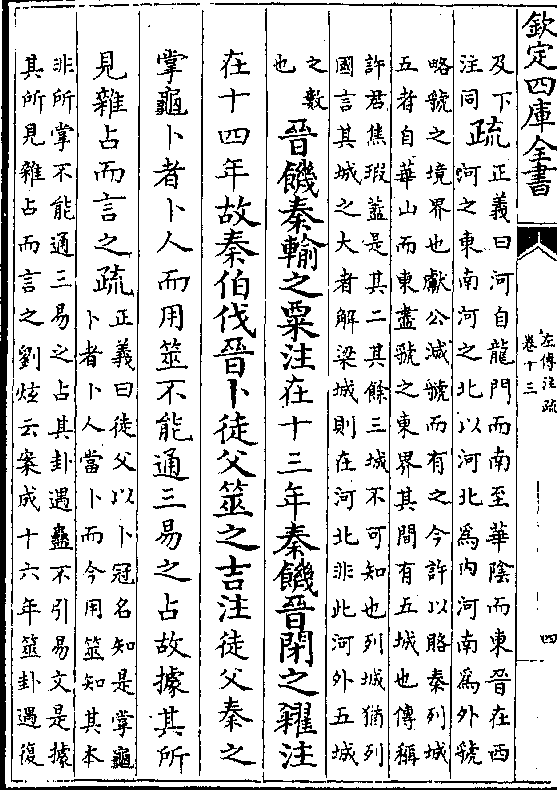 欽定四庫全書
左傳注疏
卷十三
四
及下
注同
疏
正義曰河自龍門而南至華陰而東晉在西
河之東南河之北以河北爲内河南爲外虢
略虢之境界也獻公滅虢而有之今許以賂秦列城
五者自華山而東盡虢之東界其間有五城也傳稱
許君焦瑕蓋是其二其餘三城不可知也列城猶列
國言其城之大者解梁城則在河北非此河外五城
之數
也
晉饑秦輸之粟注在十三年秦饑晉閉之糴注
在十四年故秦伯伐晉卜徒父筮之吉注徒父秦之
掌龜卜者卜人而用筮不能通三易之占故據其所
見雜占而言之疏
正義曰徒父以卜冠名知是掌龜
卜者卜人當卜而今用筮知其本
非所掌不能通三易之占其卦遇蠱不引易文是據
其所見雜占而言之劉炫云案成十六年筮卦遇復